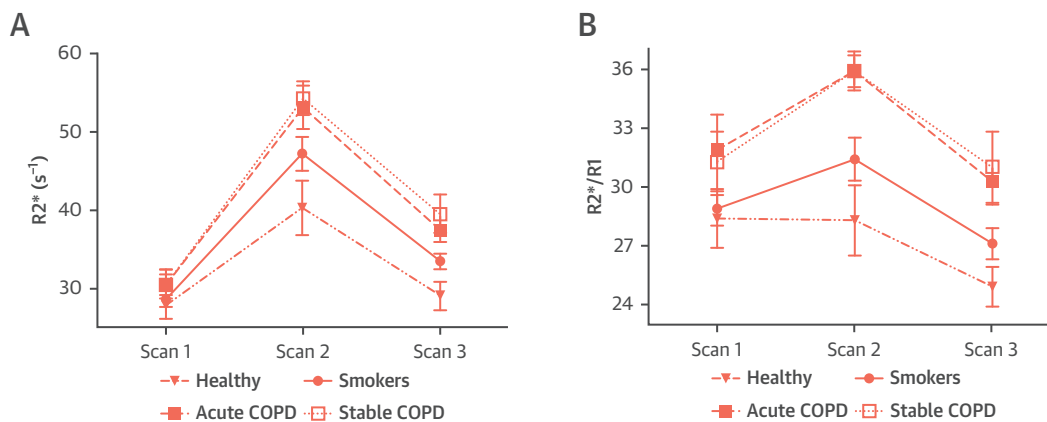 A
R2* (s⁻¹)
60
50
40
30
Scan 1 Scan 2 Scan 3
Healthy Smokers
Acute COPD Stable COPD
B
R2*/R1
36
33
30
27
24
Scan 1 Scan 2 Scan 3
Healthy Smokers
Acute COPD Stable COPD